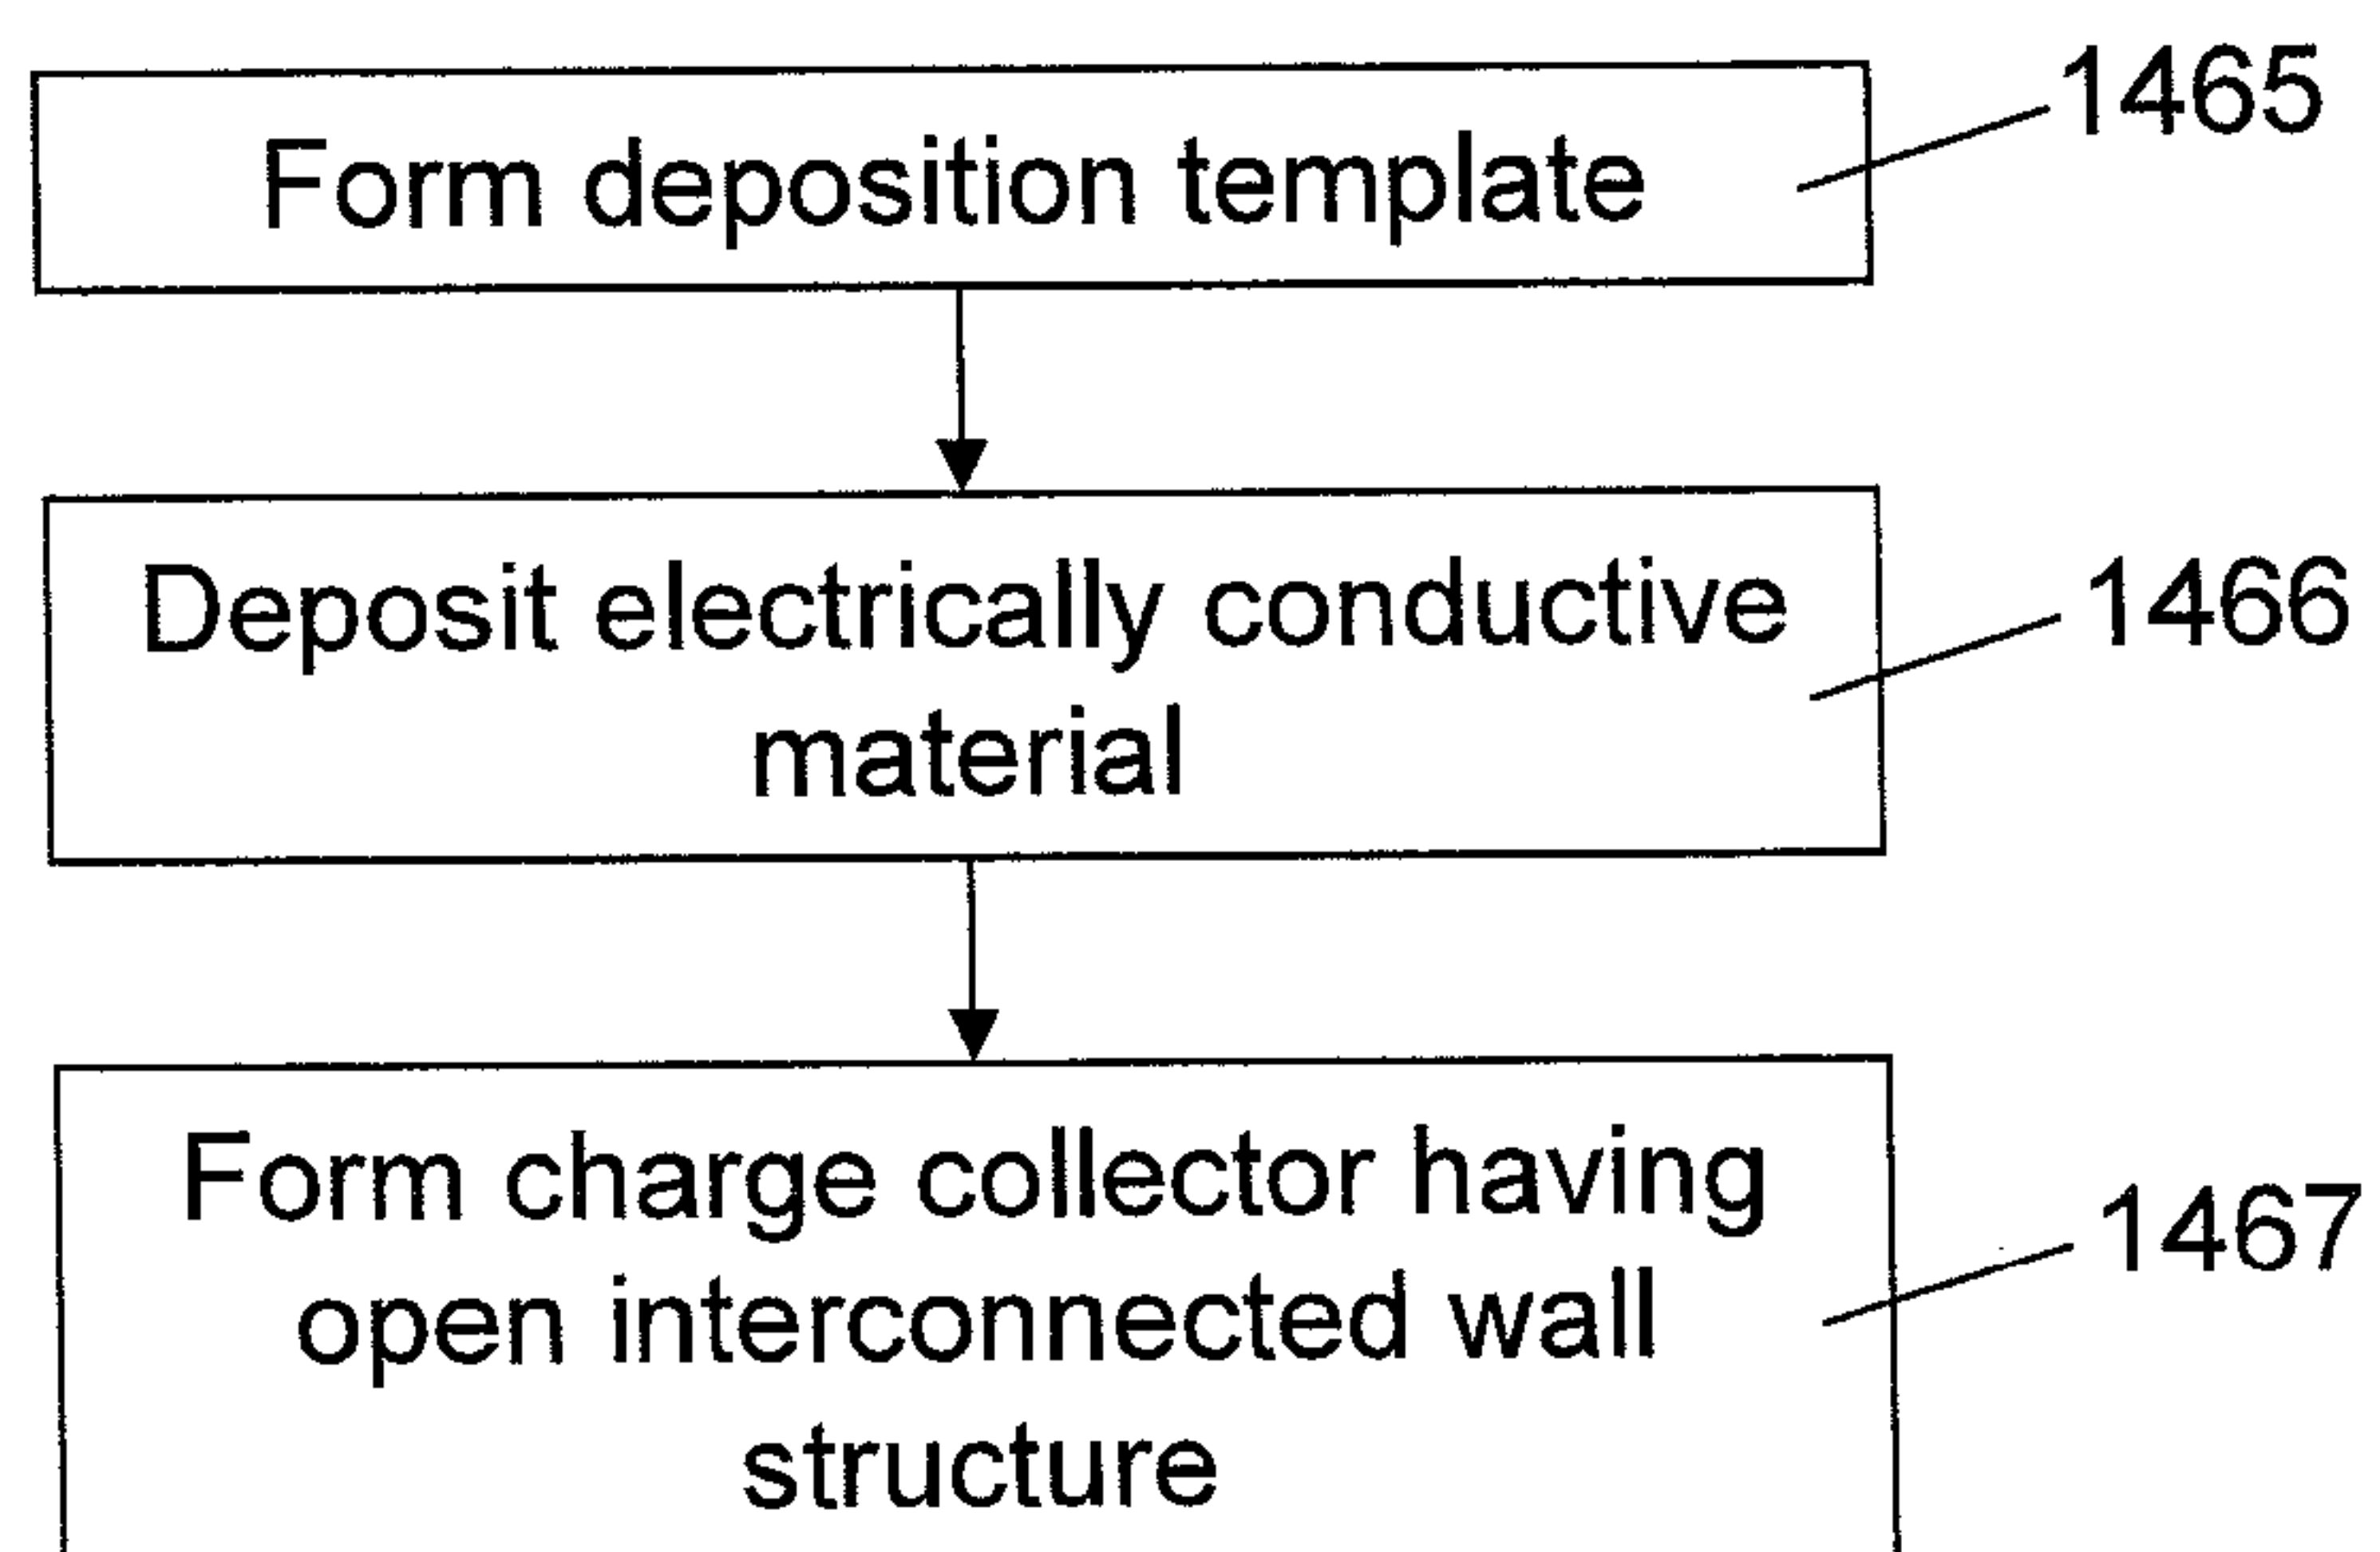 Form deposition template
1465
Deposit electrically conductive
material
1466
Form charge collector having
open interconnected wall
structure
1467